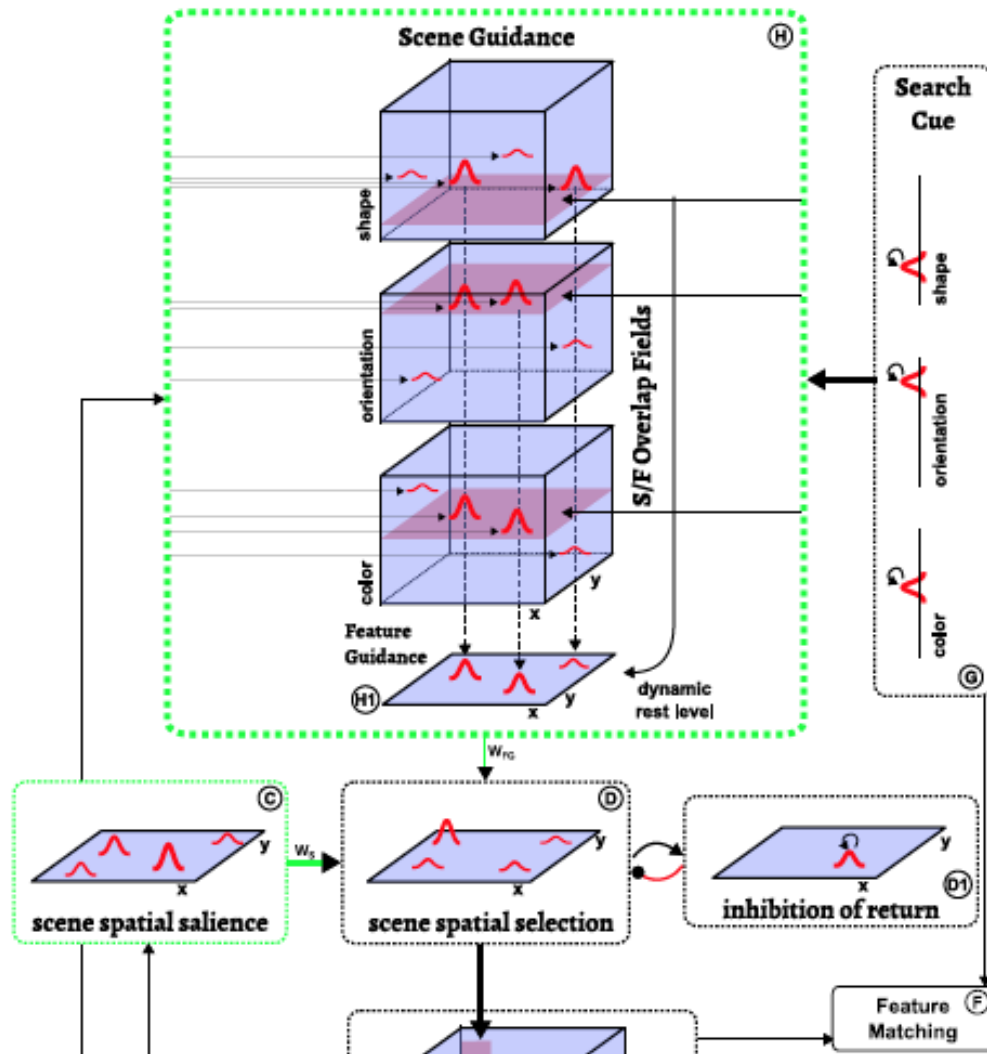 Scene Guidance
H
Search
Cue
shape
orientation
color
x
y
S/F Overlap Fields
Feature
Guidance
H1
x
y
dynamic
rest level
shape
orientation
color
G
W_FG
C
y
x
scene spatial salience
W_S
D
y
x
scene spatial selection
y
x
D1
inhibition of return
Feature
Matching
F